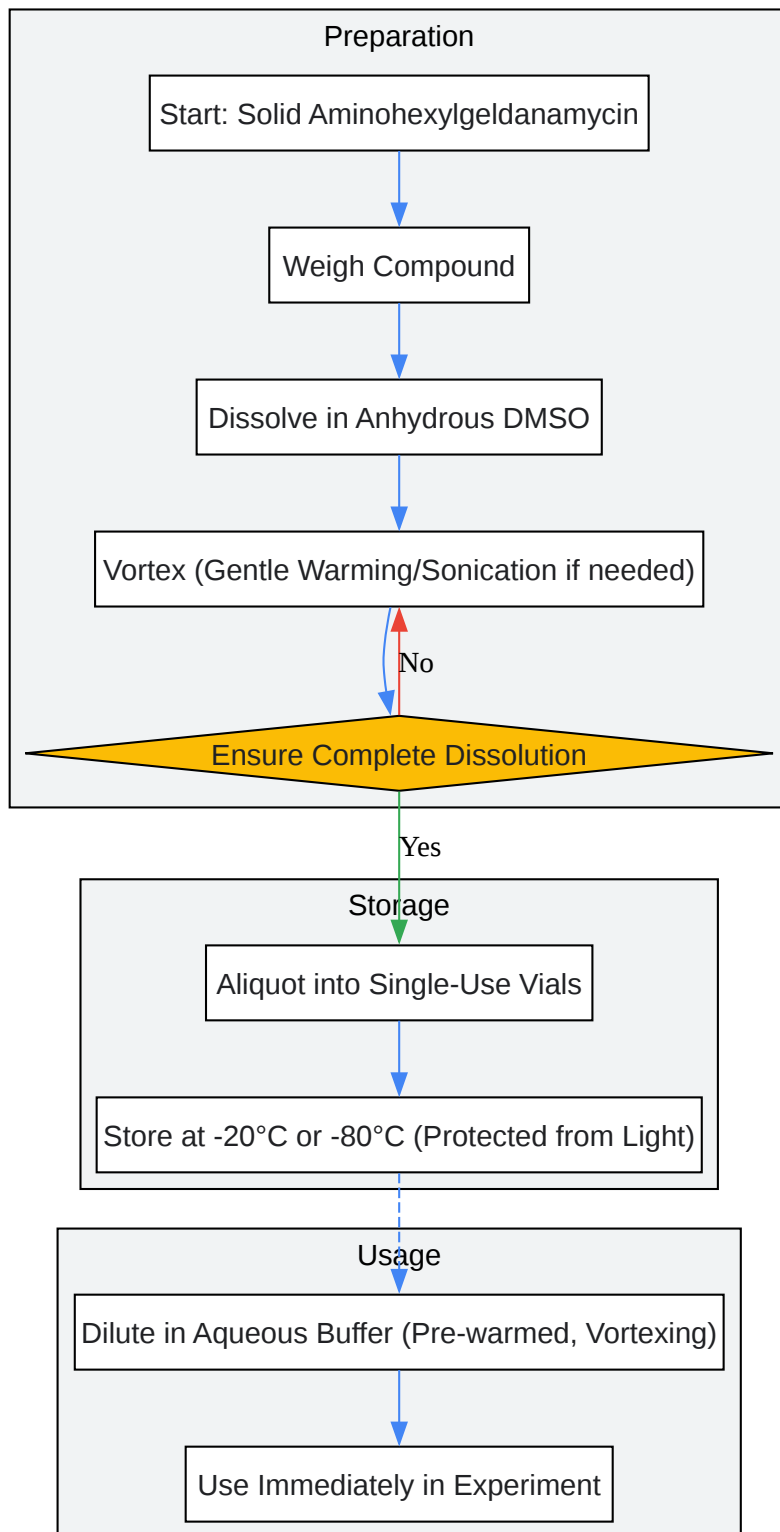 Preparation
Start: Solid Aminohexylgeldanamycin
Weigh Compound
Dissolve in Anhydrous DMSO
Vortex (Gentle Warming/Sonication if needed)
No
Ensure Complete Dissolution
Yes
Storage
Aliquot into Single-Use Vials
Store at -20°C or -80°C (Protected from Light)
Usage
Dilute in Aqueous Buffer (Pre-warmed, Vortexing)
Use Immediately in Experiment